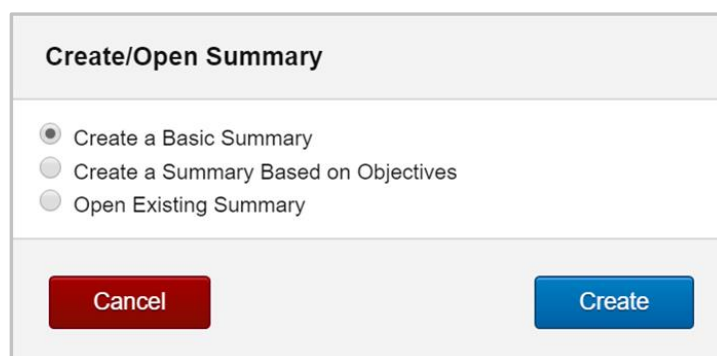 Create/Open Summary
Create a Basic Summary
Create a Summary Based on Objectives
Open Existing Summary
Cancel
Create